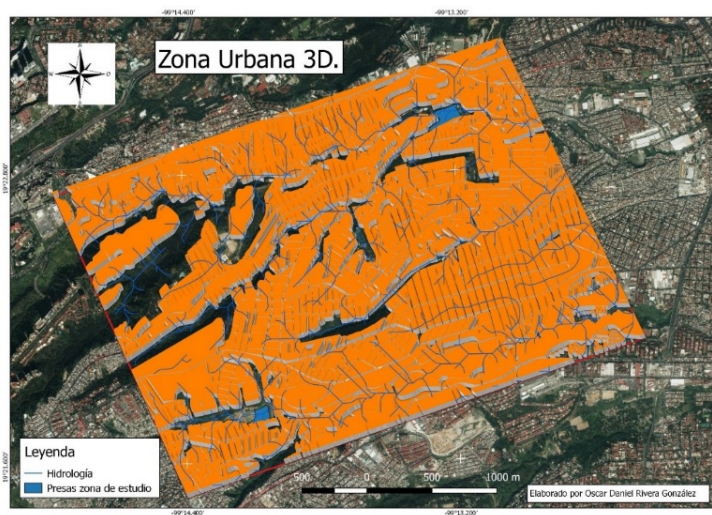 -99°14.400'
-99°13.200'
Zona Urbana 3D.
N
19°22.800'
19°21.600'
Leyenda
Hidrología
Presas zona de estudio
500
0
500
1000 m
Elaborado por Oscar Daniel Rivera González
-99°14.400'
-99°13.200'